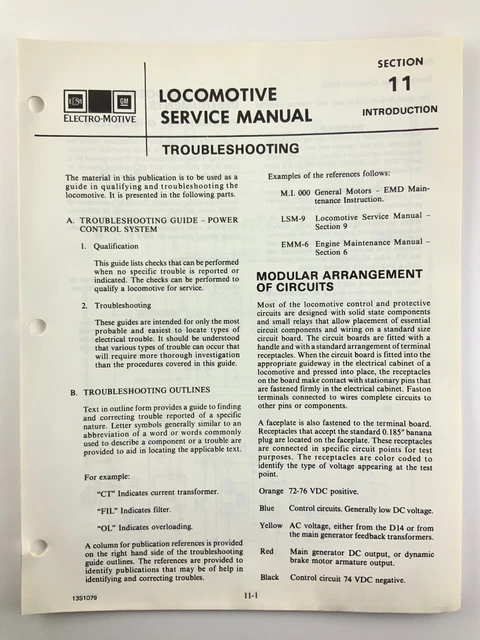 SECTION
11
INTRODUCTION
GM
ELECTRO-MOTIVE
LOCOMOTIVE
SERVICE MANUAL
TROUBLESHOOTING
The material in this publication is to be used as a
guide in qualifying and troubleshooting the
locomotive. It is presented in the following parts.
A. TROUBLESHOOTING GUIDE – POWER
CONTROL SYSTEM
1. Qualification
This guide lists checks that can be performed
when no specific trouble is reported or
indicated. The checks can be performed to
qualify a locomotive for service.
2. Troubleshooting
These guides are intended for only the most
probable and easiest to locate types of
electrical trouble. It should be understood
that various types of trouble can occur that
will require more thorough investigation
than the procedures covered in this guide.
B. TROUBLESHOOTING OUTLINES
Text in outline form provides a guide to finding
and correcting trouble reported of a specific
nature. Letter symbols generally similar to an
abbreviation of a word or words commonly
used to describe a component or a trouble are
provided to aid in locating the applicable text.
For example:
"CT" Indicates current transformer.
"FIL" Indicates filter.
"OL" Indicates overloading.
A column for publication references is provided
on the right hand side of the troubleshooting
guide outlines. The references are provided to
identify publications that may be of help in
identifying and correcting troubles.
Examples of the references follows:
M.I. 000 General Motors – EMD Main-
tenance Instruction.
LSM-9 Locomotive Service Manual –
Section 9
EMM-6 Engine Maintenance Manual –
Section 6
MODULAR ARRANGEMENT
OF CIRCUITS
Most of the locomotive control and protective
circuits are designed with solid state components
and small relays that allow placement of essential
circuit components and wiring on a standard size
circuit board. The circuit boards are fitted with a
handle and with a standard arrangement of terminal
receptacles. When the circuit board is fitted into the
appropriate guideway in the electrical cabinet of a
locomotive and pressed into place, the receptacles
on the board make contact with stationary pins that
are fastened firmly in the electrical cabinet. Faston
terminals connected to wires complete circuits to
other pins or components.
A faceplate is also fastened to the terminal board.
Receptacles that accept the standard 0.185" banana
plug are located on the faceplate. These receptacles
are connected in specific circuit points for test
purposes. The receptacles are color coded to
identify the type of voltage appearing at the test
point.
Orange 72-76 VDC positive.
Blue Control circuits. Generally low DC voltage.
Yellow AC voltage, either from the D14 or from
the main generator feedback transformers.
Red Main generator DC output, or dynamic
brake motor armature output.
Black Control circuit 74 VDC negative.
13S1079
11-1